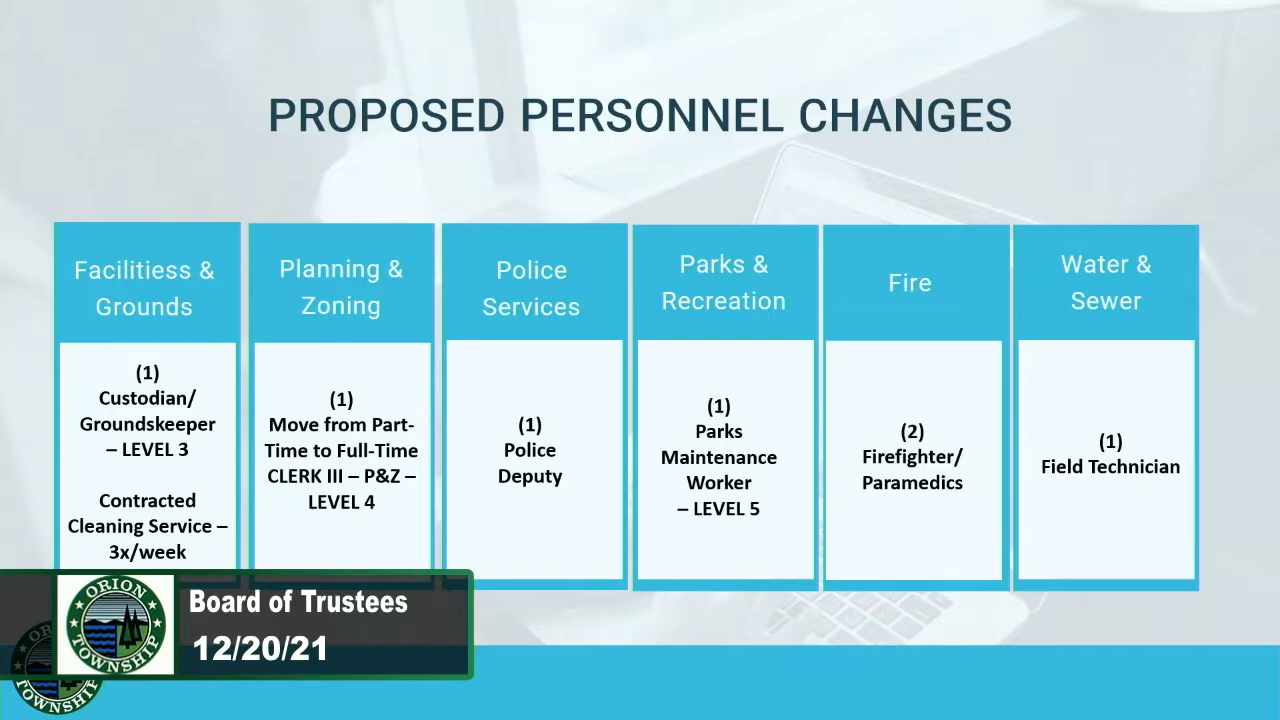 PROPOSED PERSONNEL CHANGES
Facilitiess &
Grounds
(1)
Custodian/
Groundskeeper
– LEVEL 3
Contracted
Cleaning Service –
3x/week
Planning &
Zoning
(1)
Move from Part-
Time to Full-Time
CLERK III – P&Z –
LEVEL 4
Police
Services
(1)
Police
Deputy
Parks &
Recreation
(1)
Parks
Maintenance
Worker
– LEVEL 5
Fire
(2)
Firefighter/
Paramedics
Water &
Sewer
(1)
Field Technician
ORION
TOWNSHIP
Board of Trustees
12/20/21
OR
TOWNSHIP